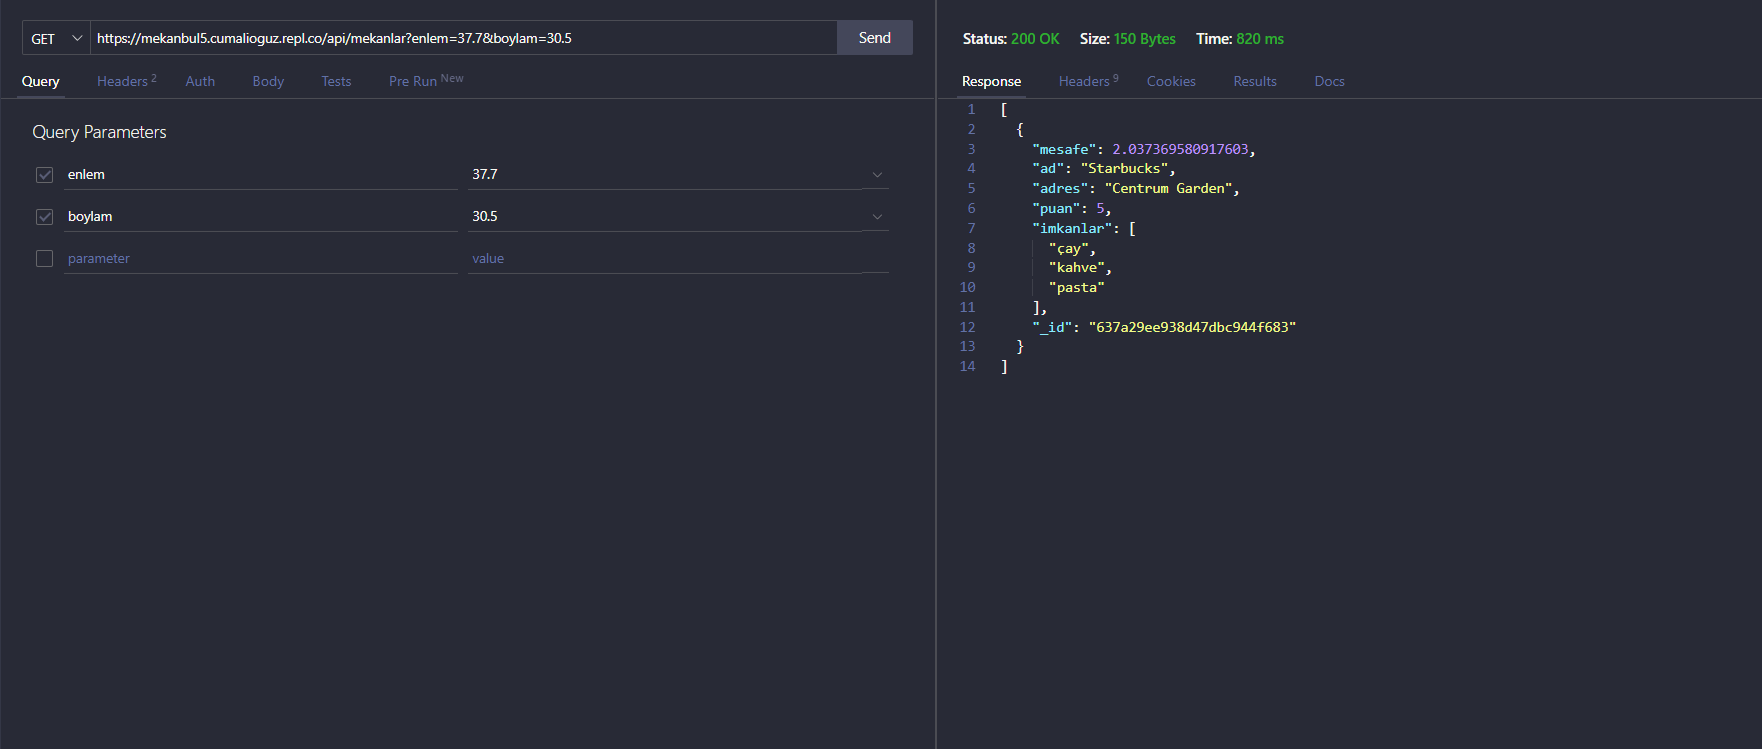 GET https://mekanbul5.cumalioguz.repl.co/api/mekanlar?enlem=37.7&boylam=30.5 Send
Query Headers 2 Auth Body Tests Pre Run New
Query Parameters
enlem 37.7
boylam 30.5
parameter value
Status: 200 OK Size: 150 Bytes Time: 820 ms
Response Headers 9 Cookies Results Docs
1 [
2 {
3 "mesafe": 2.037369580917603,
4 "ad": "Starbucks",
5 "adres": "Centrum Garden",
6 "puan": 5,
7 "imkanlar": [
8 "çay",
9 "kahve",
10 "pasta"
11 ],
12 "_id": "637a29ee938d47dbc944f683"
13 }
14 ]